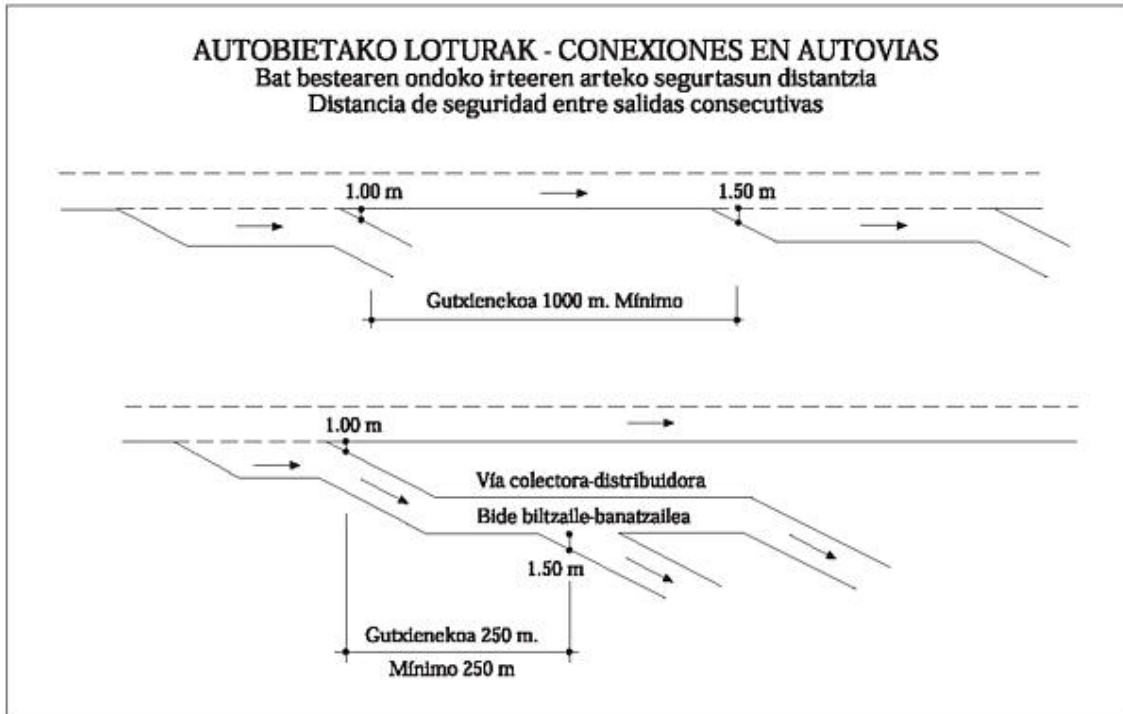 AUTOBIETAKO LOTURAK - CONEXIONES EN AUTOVIAS
Bat bestearen ondoko irteeren arteko segurtasun distantzia
Distancia de seguridad entre salidas consecutivas
1.00 m
1.50 m
Gutxienekoa 1000 m. Mínimo
1.00 m
Vía colectora-distribuidora
Bide biltzaile-banatzailea
1.50 m
Gutxienekoa 250 m.
Mínimo 250 m